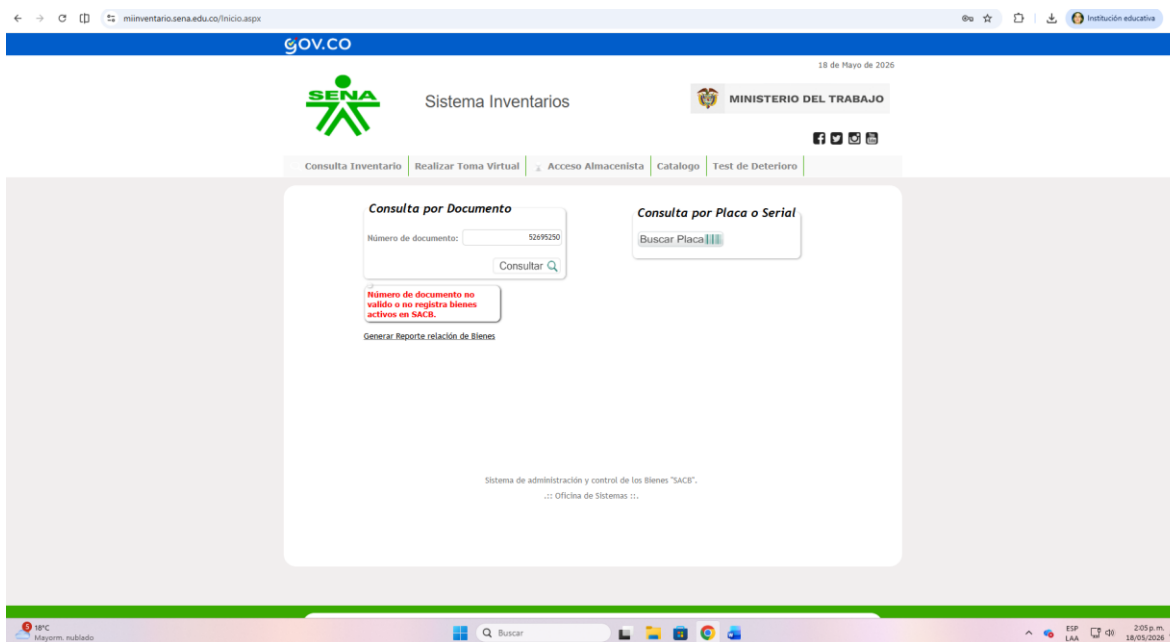 miinventario.sena.edu.co/Inicio.aspx
Institución educativa
GOV.CO
18 de Mayo de 2026
SENA
Sistema Inventarios
MINISTERIO DEL TRABAJO
Consulta Inventario
Realizar Toma Virtual
Acceso Almacenista
Catalogo
Test de Deterioro
Consulta por Documento
Número de documento:
52695250
Consultar
Consulta por Placa o Serial
Buscar Placa
Número de documento no
valido o no registra bienes
activos en SACB.
Generar Reporte relación de Bienes
Sistema de administración y control de los Bienes "SACB".
.:: Oficina de Sistemas ::.
5
18°C
Mayorm. nublado
Buscar
ESP
LAA
2:05 p.m.
18/05/2026